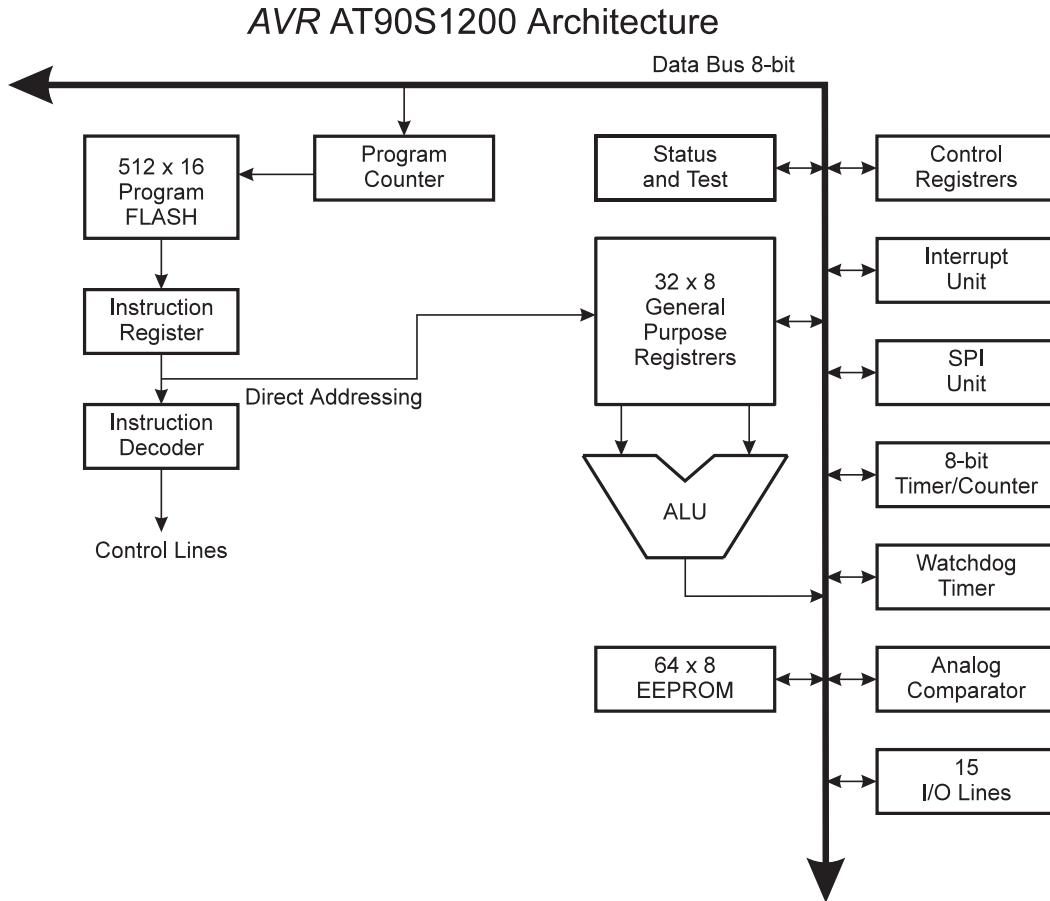 AVR AT90S1200 Architecture
Data Bus 8-bit
512 x 16
Program
FLASH
Program
Counter
Status
and Test
Control
Registrers
Instruction
Register
32 x 8
General
Purpose
Registrers
Interrupt
Unit
SPI
Unit
Direct Addressing
Instruction
Decoder
ALU
8-bit
Timer/Counter
Control Lines
Watchdog
Timer
64 x 8
EEPROM
Analog
Comparator
15
I/O Lines